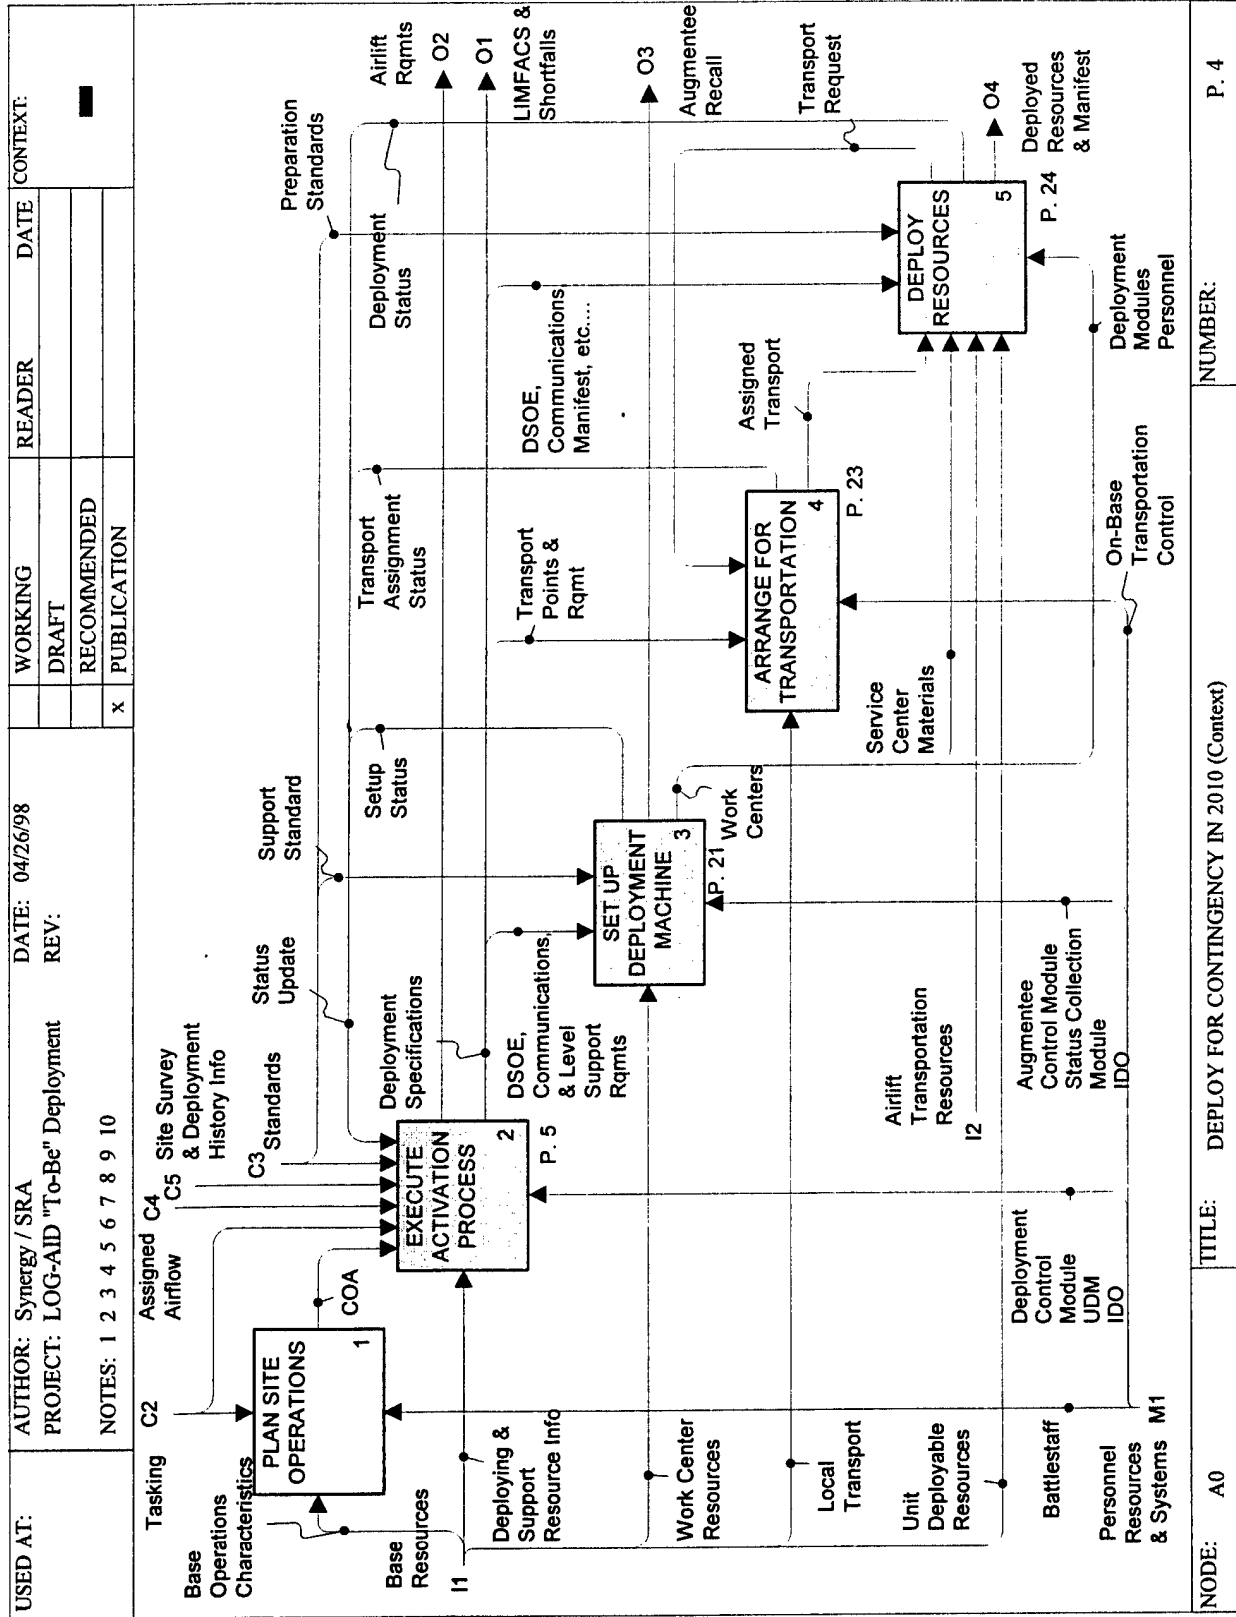 USED AT:
AUTHOR: Synergy / SRA
PROJECT: LOG-AID "To-Be" Deployment
NOTES: 1 2 3 4 5 6 7 8 9 10
DATE: 04/26/98
REV:
WORKING
DRAFT
RECOMMENDED
x PUBLICATION
READER
DATE
CONTEXT:
Tasking
C2
Assigned
Airflow
C4
C5
Site Survey
& Deployment
History Info
C3
Standards
Status
Update
Support
Standard
Preparation
Standards
Base
Operations
Characteristics
PLAN SITE
OPERATIONS
1
COA
Base
Resources
I1
Deploying &
Support
Resource Info
EXECUTE
ACTIVATION
PROCESS
2
P. 5
Deployment
Specifications
DSOE,
Communications,
& Level
Support
Rqmts
Setup
Status
Transport
Assignment
Status
Deployment
Status
Airlift
Rqmts
O2
O1
LIMFACS &
Shortfalls
O3
Augmentee
Recall
Transport
Request
SET UP
DEPLOYMENT
MACHINE
3
P. 21
Work
Centers
Transport
Points &
Rqmt
DSOE,
Communications,
Manifest, etc....
ARRANGE FOR
TRANSPORTATION
4
P. 23
Assigned
Transport
DEPLOY
RESOURCES
5
P. 24
O4
Deployed
Resources
& Manifest
Work Center
Resources
Local
Transport
Unit
Deployable
Resources
Service
Center
Materials
Airlift
Transportation
Resources
I2
Battlestaff
Personnel
Resources
& Systems
M1
Deployment
Control
Module
UDM
IDO
Augmentee
Control Module
Status Collection
Module
IDO
On-Base
Transportation
Control
Deployment
Modules
Personnel
NODE:
A0
TITLE:
DEPLOY FOR CONTINGENCY IN 2010 (Context)
NUMBER:
P. 4